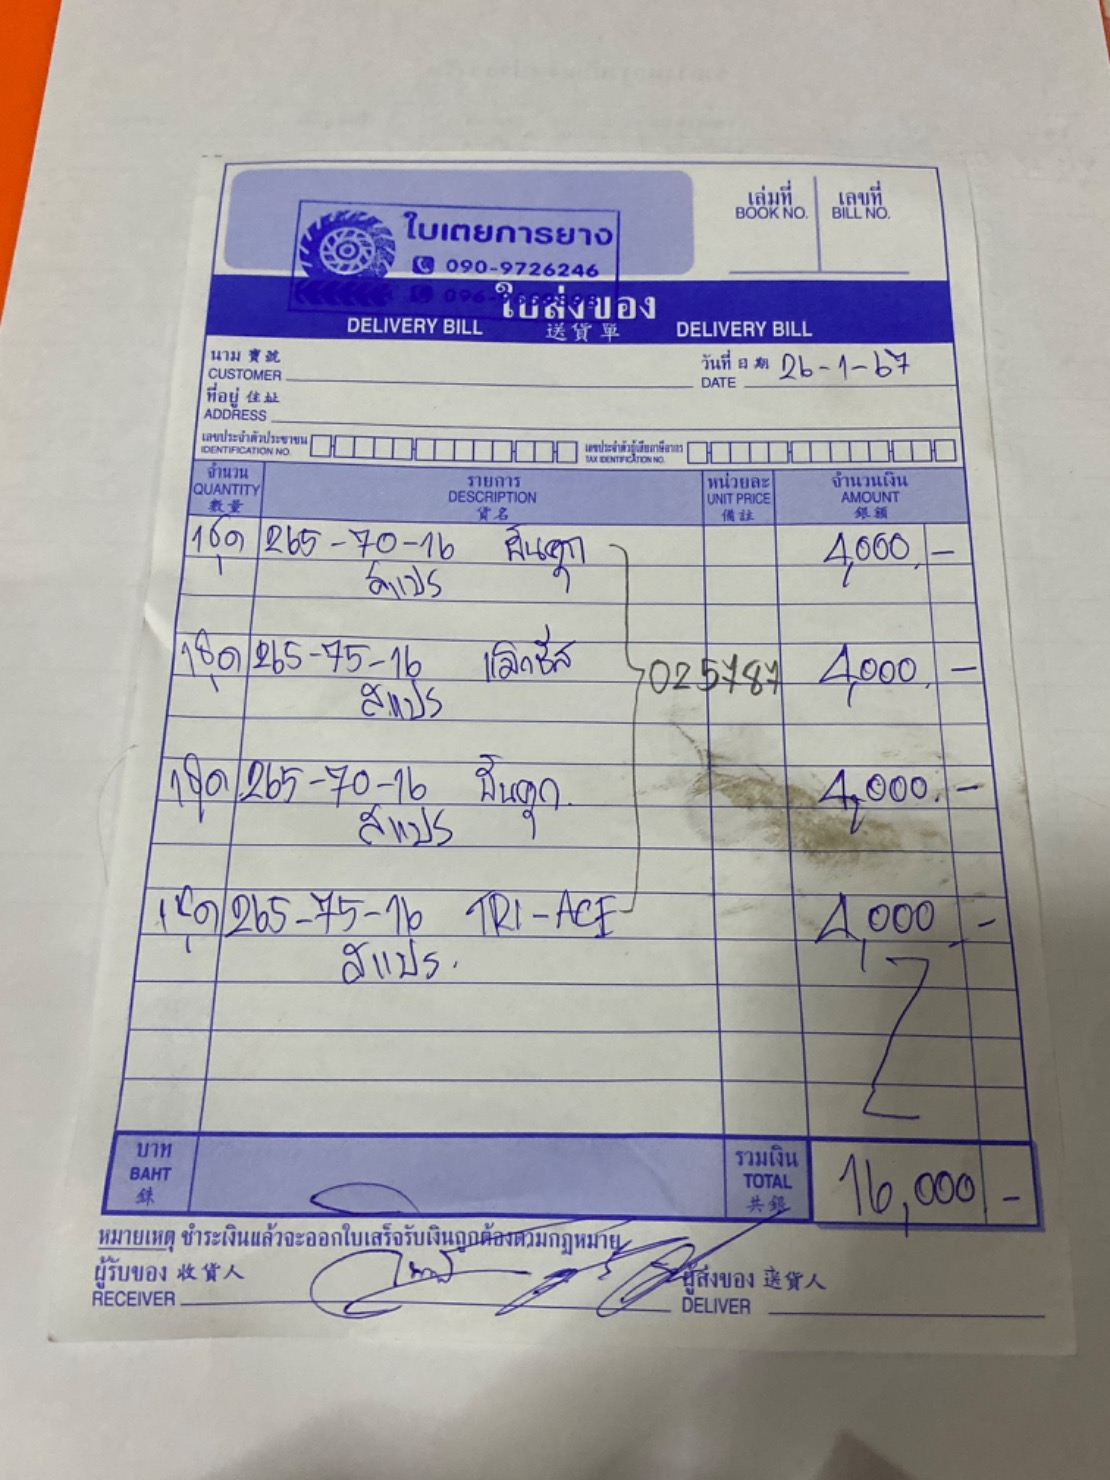 ใบเตยการยาง
090-9726246
เล่มที่
BOOK NO.
เลขที่
BILL NO.
ใบส่งของ
DELIVERY BILL 送貨單 DELIVERY BILL
นาม 寶號
CUSTOMER
วันที่ 日期 26-1-67
DATE
ที่อยู่ 住址
ADDRESS
เลขประจำตัวประชาชน
IDENTIFICATION NO.
เลขประจำตัวผู้เสียภาษีอากร
TAX IDENTIFICATION NO.
จำนวน
QUANTITY
數量
รายการ
DESCRIPTION
貨名
หน่วยละ
UNIT PRICE
備註
จำนวนเงิน
AMOUNT
銀額
1ชุด 265-70-16 4,000.-
สแปร
1ชุด 265-75-16 แม็กซีส 4,000.-
สแปร
025787
1ชุด 265-70-16 4,000.-
สแปร
1ชุด 265-75-16 TRI-ACE 4,000.-
สแปร.
บาท
BAHT
銖
รวมเงิน
TOTAL
共銀
16,000 -
หมายเหตุ ชำระเงินแล้วจะออกใบเสร็จรับเงินถูกต้องตามกฎหมาย
ผู้รับของ 收貨人
RECEIVER
ผู้ส่งของ 送貨人
DELIVER